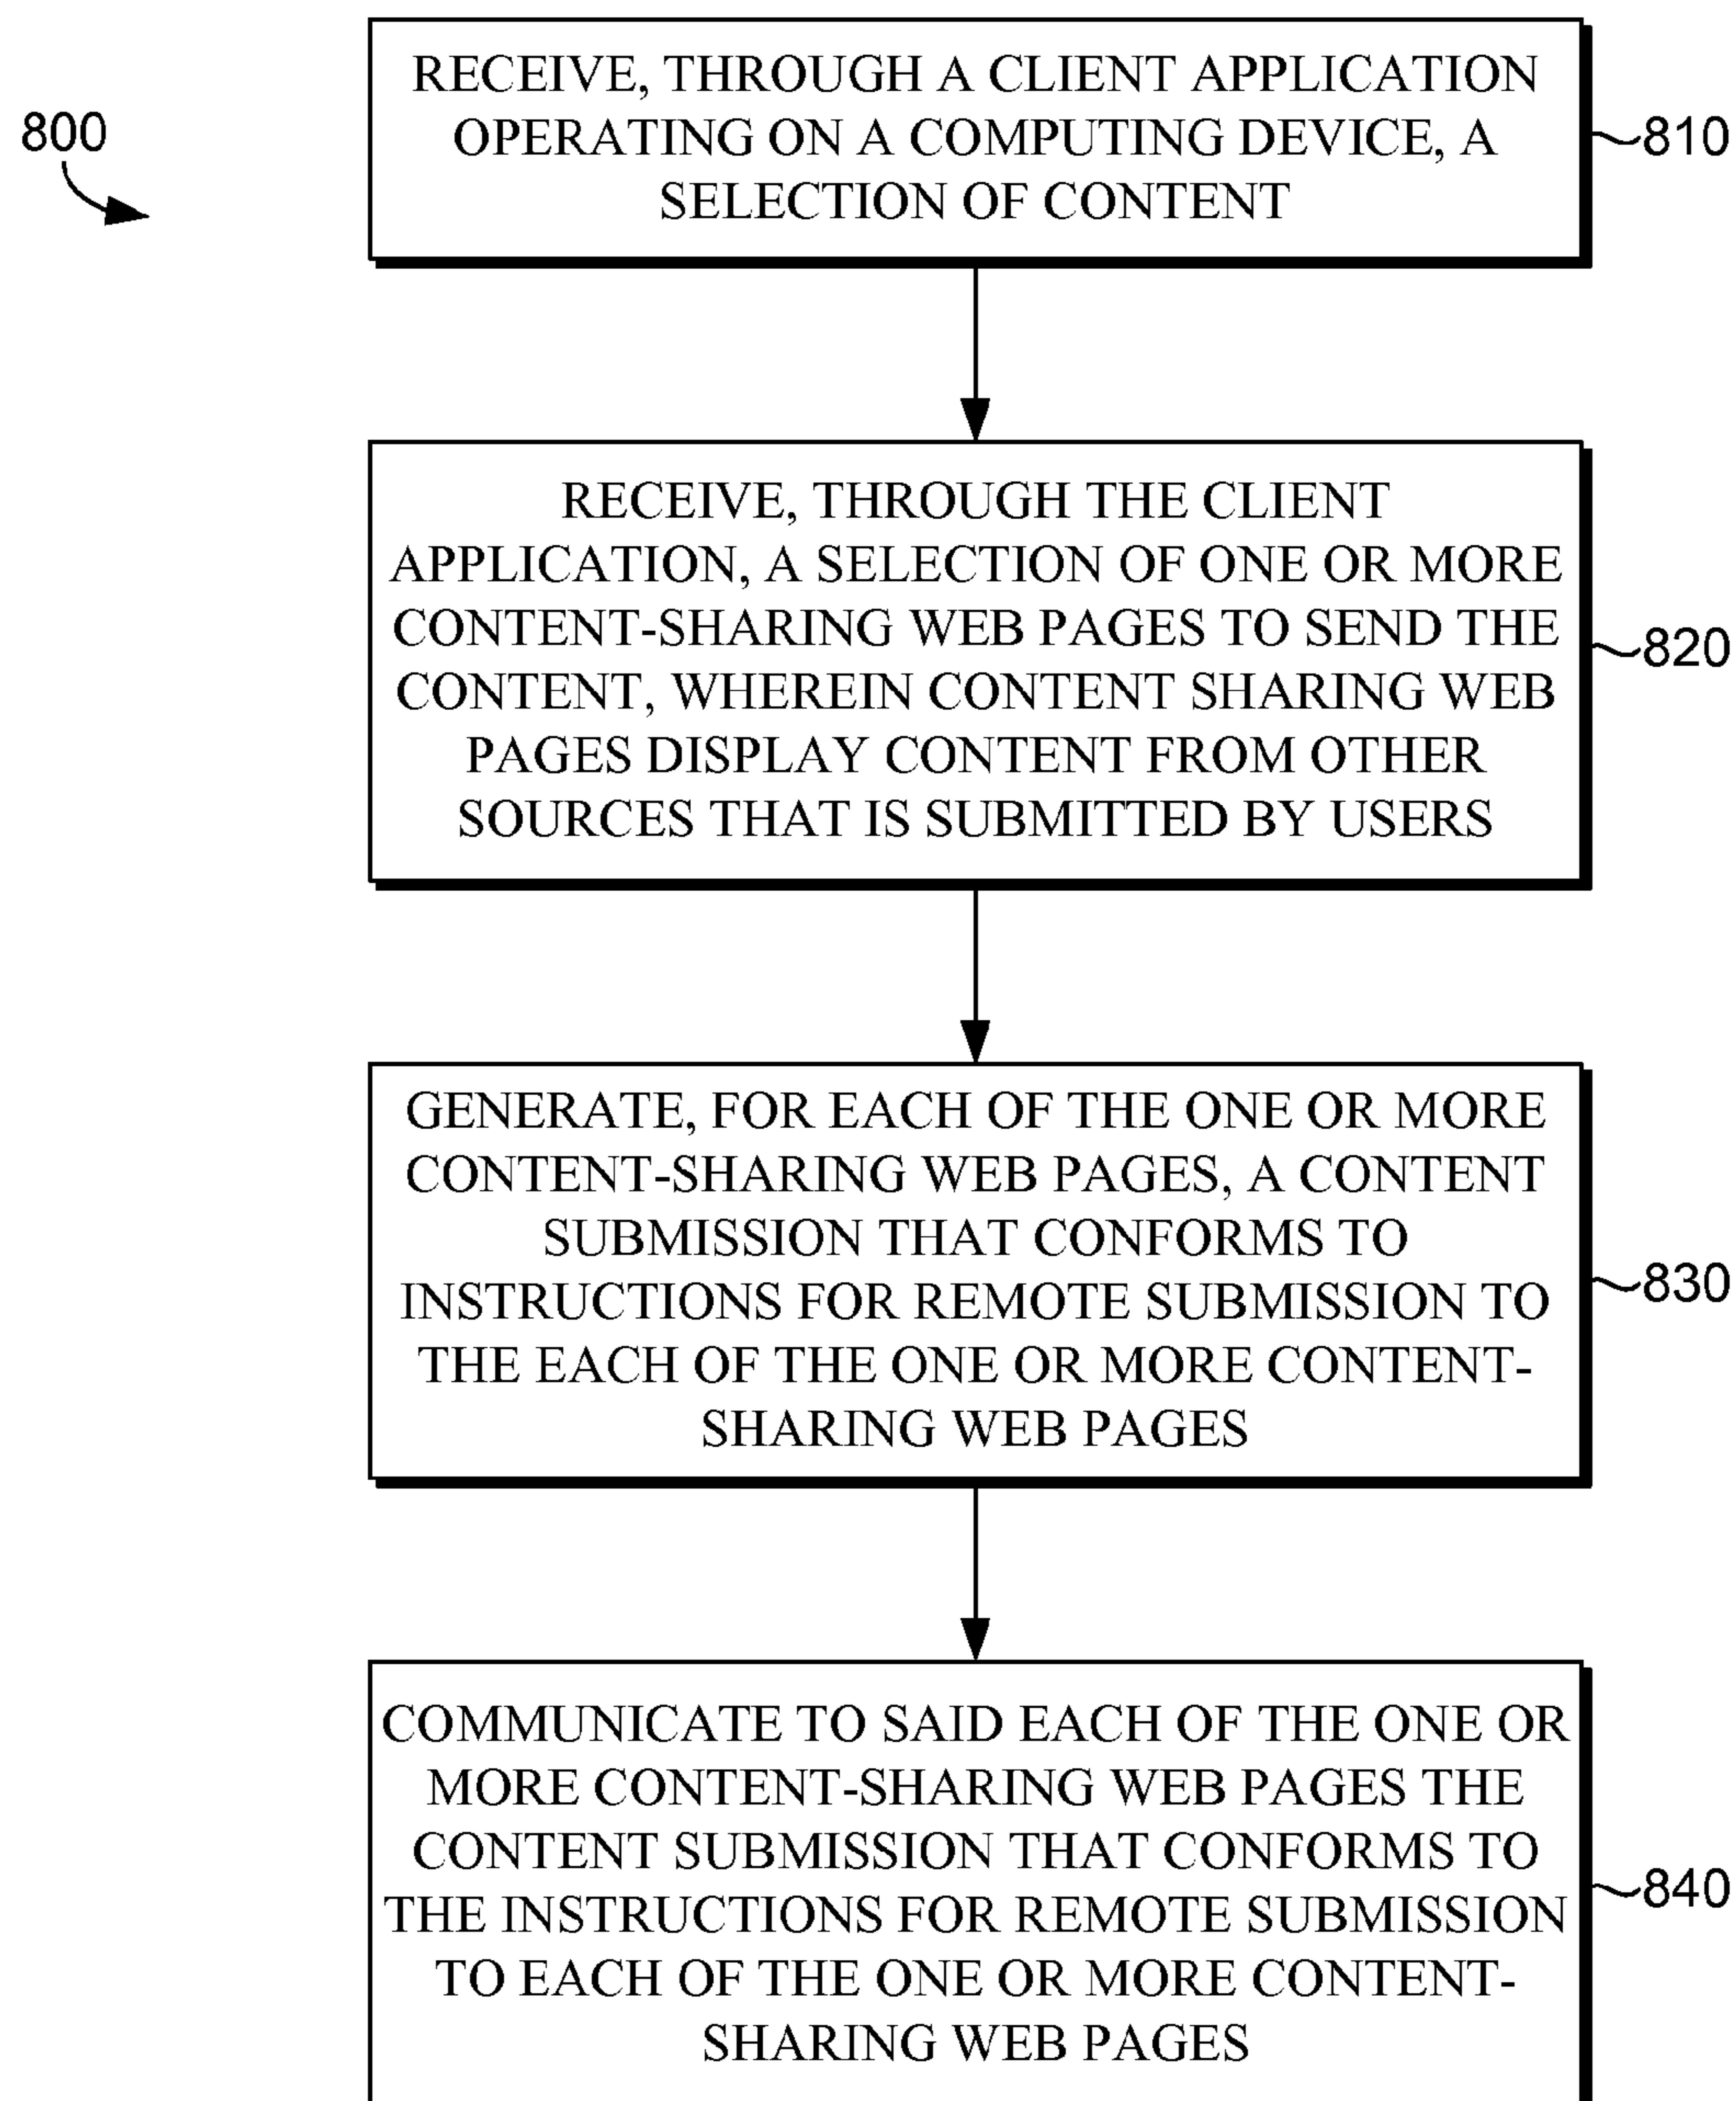 800
RECEIVE, THROUGH A CLIENT APPLICATION
OPERATING ON A COMPUTING DEVICE, A
SELECTION OF CONTENT
810
RECEIVE, THROUGH THE CLIENT
APPLICATION, A SELECTION OF ONE OR MORE
CONTENT-SHARING WEB PAGES TO SEND THE
CONTENT, WHEREIN CONTENT SHARING WEB
PAGES DISPLAY CONTENT FROM OTHER
SOURCES THAT IS SUBMITTED BY USERS
820
GENERATE, FOR EACH OF THE ONE OR MORE
CONTENT-SHARING WEB PAGES, A CONTENT
SUBMISSION THAT CONFORMS TO
INSTRUCTIONS FOR REMOTE SUBMISSION TO
THE EACH OF THE ONE OR MORE CONTENT-
SHARING WEB PAGES
830
COMMUNICATE TO SAID EACH OF THE ONE OR
MORE CONTENT-SHARING WEB PAGES THE
CONTENT SUBMISSION THAT CONFORMS TO
THE INSTRUCTIONS FOR REMOTE SUBMISSION
TO EACH OF THE ONE OR MORE CONTENT-
SHARING WEB PAGES
840